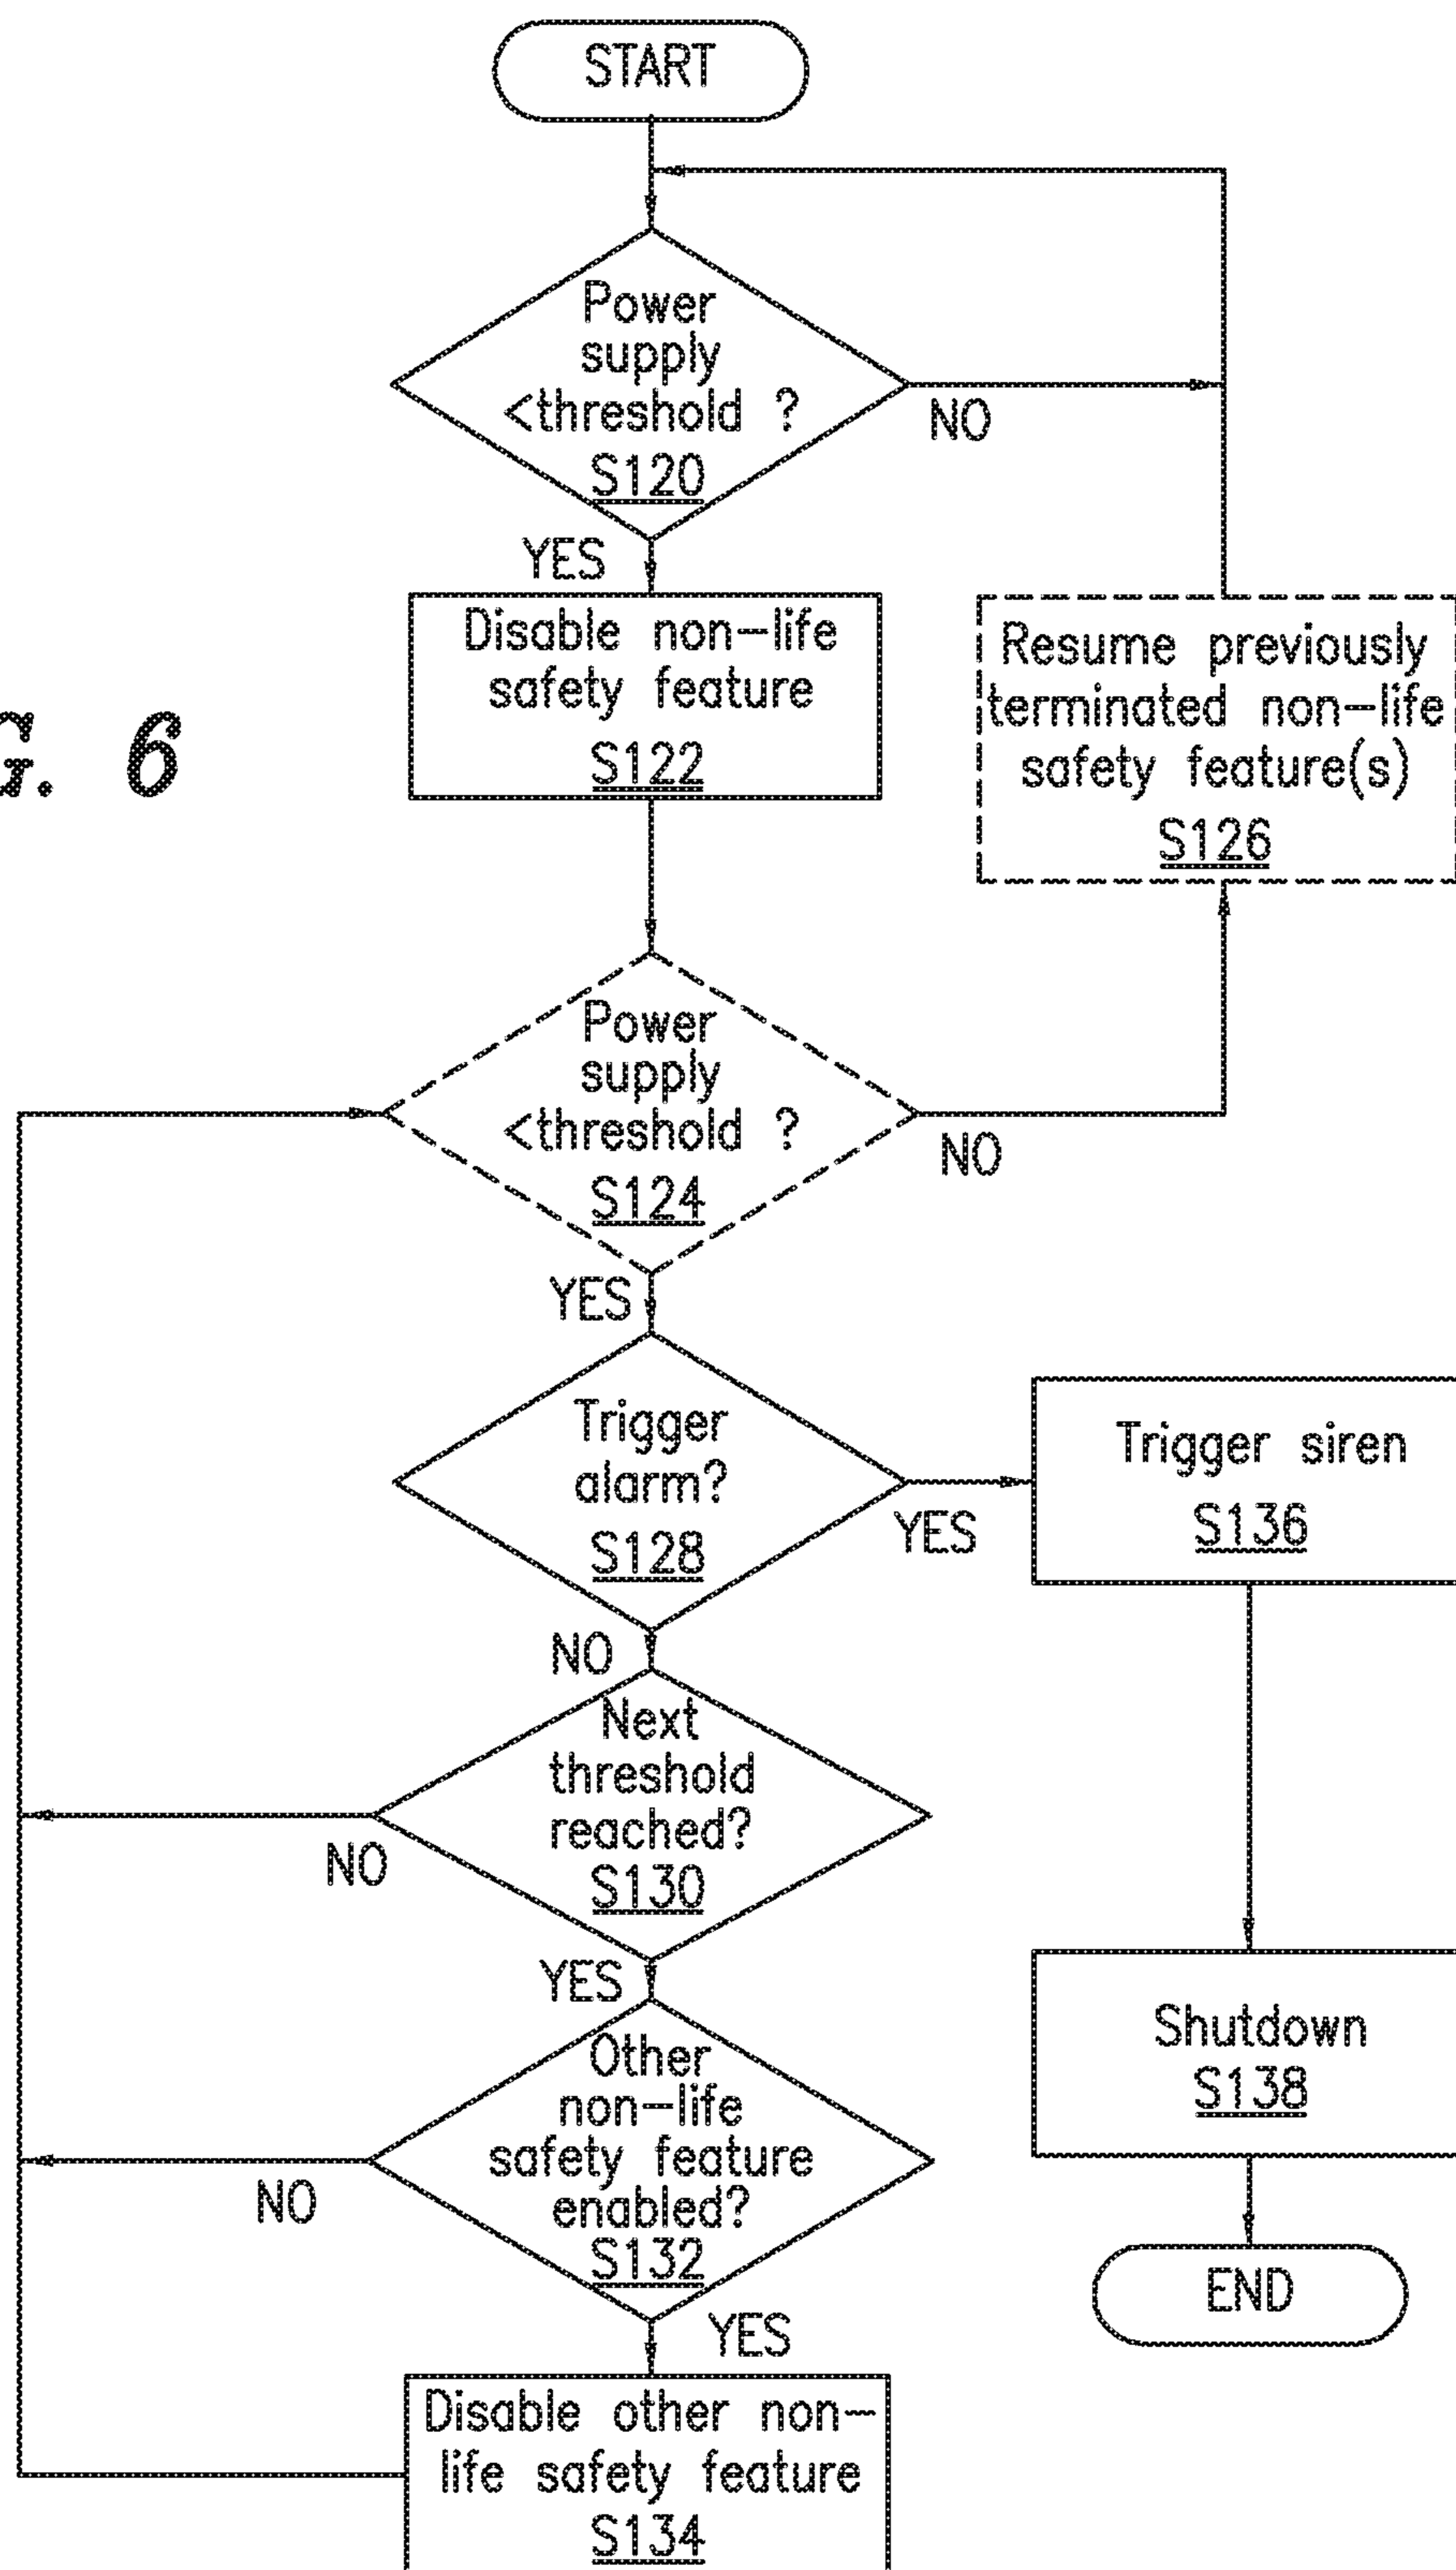 START
Power
supply
<threshold ?
S120
NO
YES
Disable non-life
safety feature
S122
Resume previously
terminated non-life
safety feature(s)
S126
G. 6
Power
supply
<threshold ?
S124
NO
YES
Trigger
alarm?
S128
YES
Trigger siren
S136
NO
Next
threshold
reached?
S130
NO
YES
Shutdown
S138
Other
non-life
safety feature
enabled?
S132
NO
END
YES
Disable other non-
life safety feature
S134